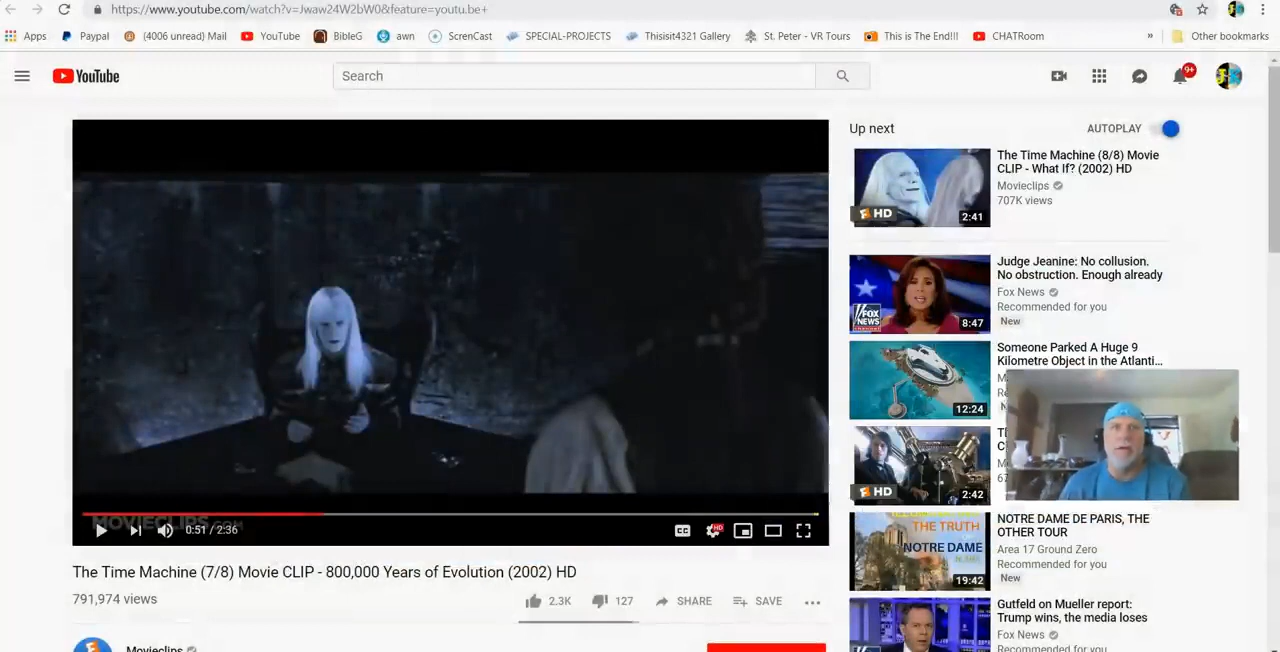 https://www.youtube.com/watch?v=Jwaw24W2bW0&feature=youtu.be+
Apps Paypal (4006 unread) Mail YouTube BibleG awn ScrenCast SPECIAL-PROJECTS Thisisit4321 Gallery St. Peter - VR Tours This is The End!!! CHATRoom » Other bookmarks
YouTube Search 9+
Up next AUTOPLAY
The Time Machine (8/8) Movie
CLIP - What If? (2002) HD
Movieclips
707K views
HD 2:41
Judge Jeanine: No collusion.
No obstruction. Enough already
Fox News
Recommended for you
New
FOX NEWS channel 8:47
Someone Parked A Huge 9
Kilometre Object in the Atlanti...
12:24
HD 2:42
NOTRE DAME DE PARIS, THE
OTHER TOUR
Area 17 Ground Zero
Recommended for you
New
THE TRUTH
NOTRE DAME
19:42
Gutfeld on Mueller report:
Trump wins, the media loses
Fox News
Recommended for you
MOVIECLIPS.COM
0:51 / 2:36 CC HD
The Time Machine (7/8) Movie CLIP - 800,000 Years of Evolution (2002) HD
791,974 views 2.3K 127 SHARE SAVE
Movieclips